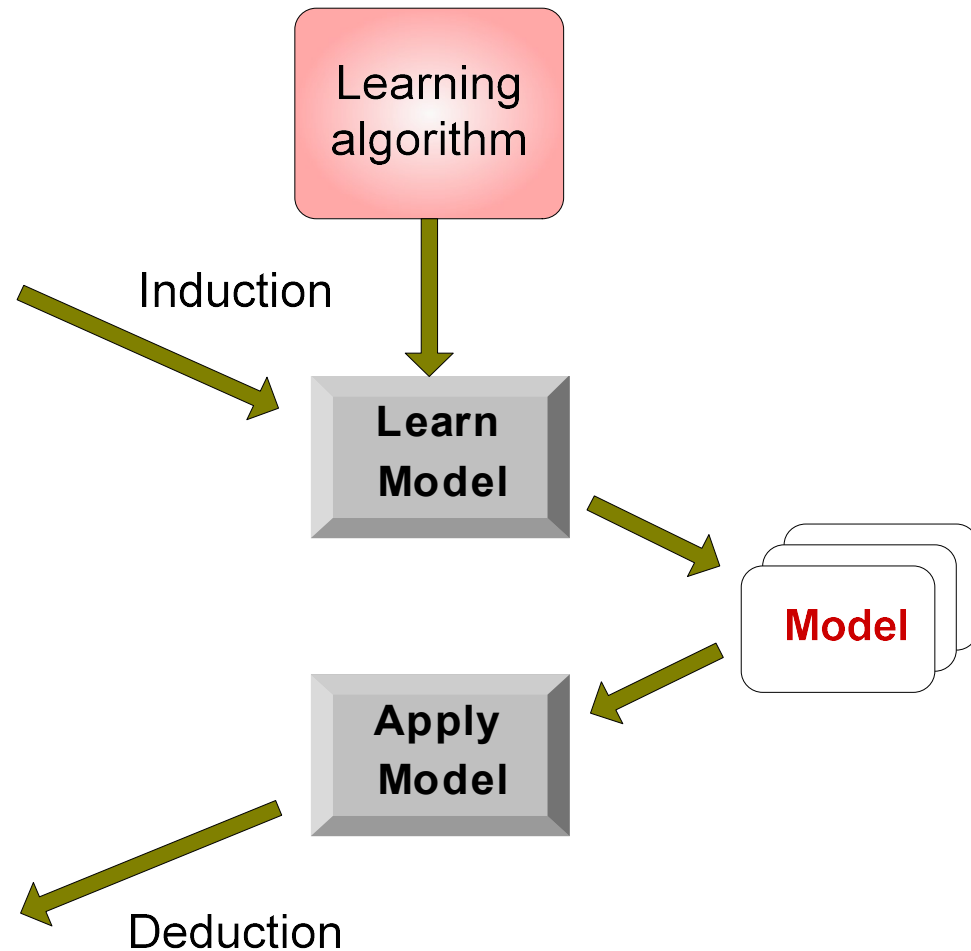 Learning
algorithm
Induction
Learn
Model
Model
Apply
Model
Deduction